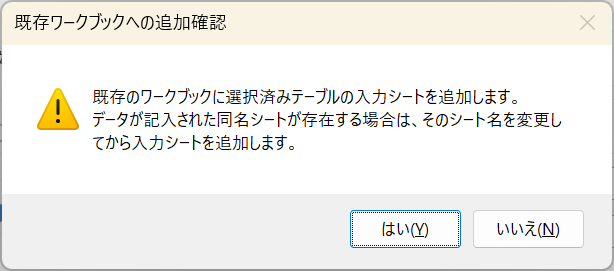 既存ワークブックへの追加確認
既存のワークブックに選択済みテーブルの入力シートを追加します。
データが記入された同名シートが存在する場合は、そのシート名を変更し
てから入力シートを追加します。
はい(Y)
いいえ(N)